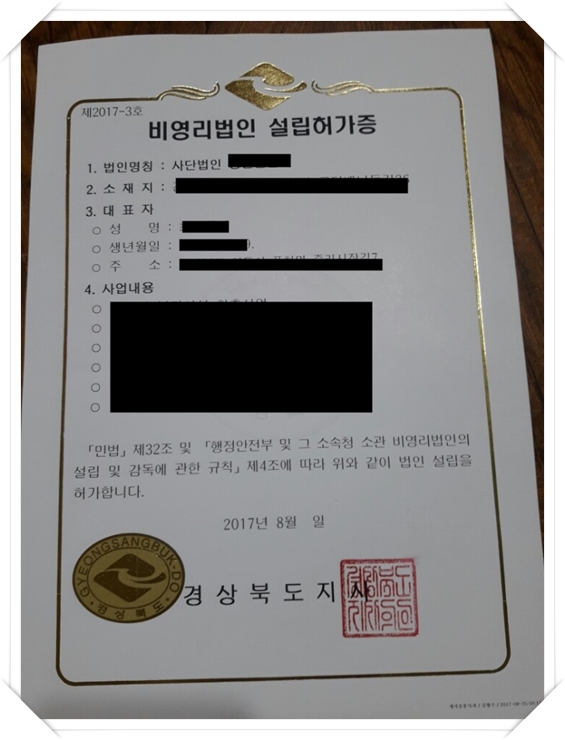 제2017-3호
비영리법인 설립허가증
1. 법인명칭 : 사단법인
2. 소 재 지 :
3. 대 표 자
○ 성 명 :
○ 생년월일 :
○ 주 소 :
4. 사업내용
○
○
○
○
○
○
「민법」제32조 및 「행정안전부 및 그 소속청 소관 비영리법인의
설립 및 감독에 관한 규칙」제4조에 따라 위와 같이 법인 설립을
허가합니다.
2017년 8월 일
GYEONGSANGBUK-DO
경상북도
경상북도지사